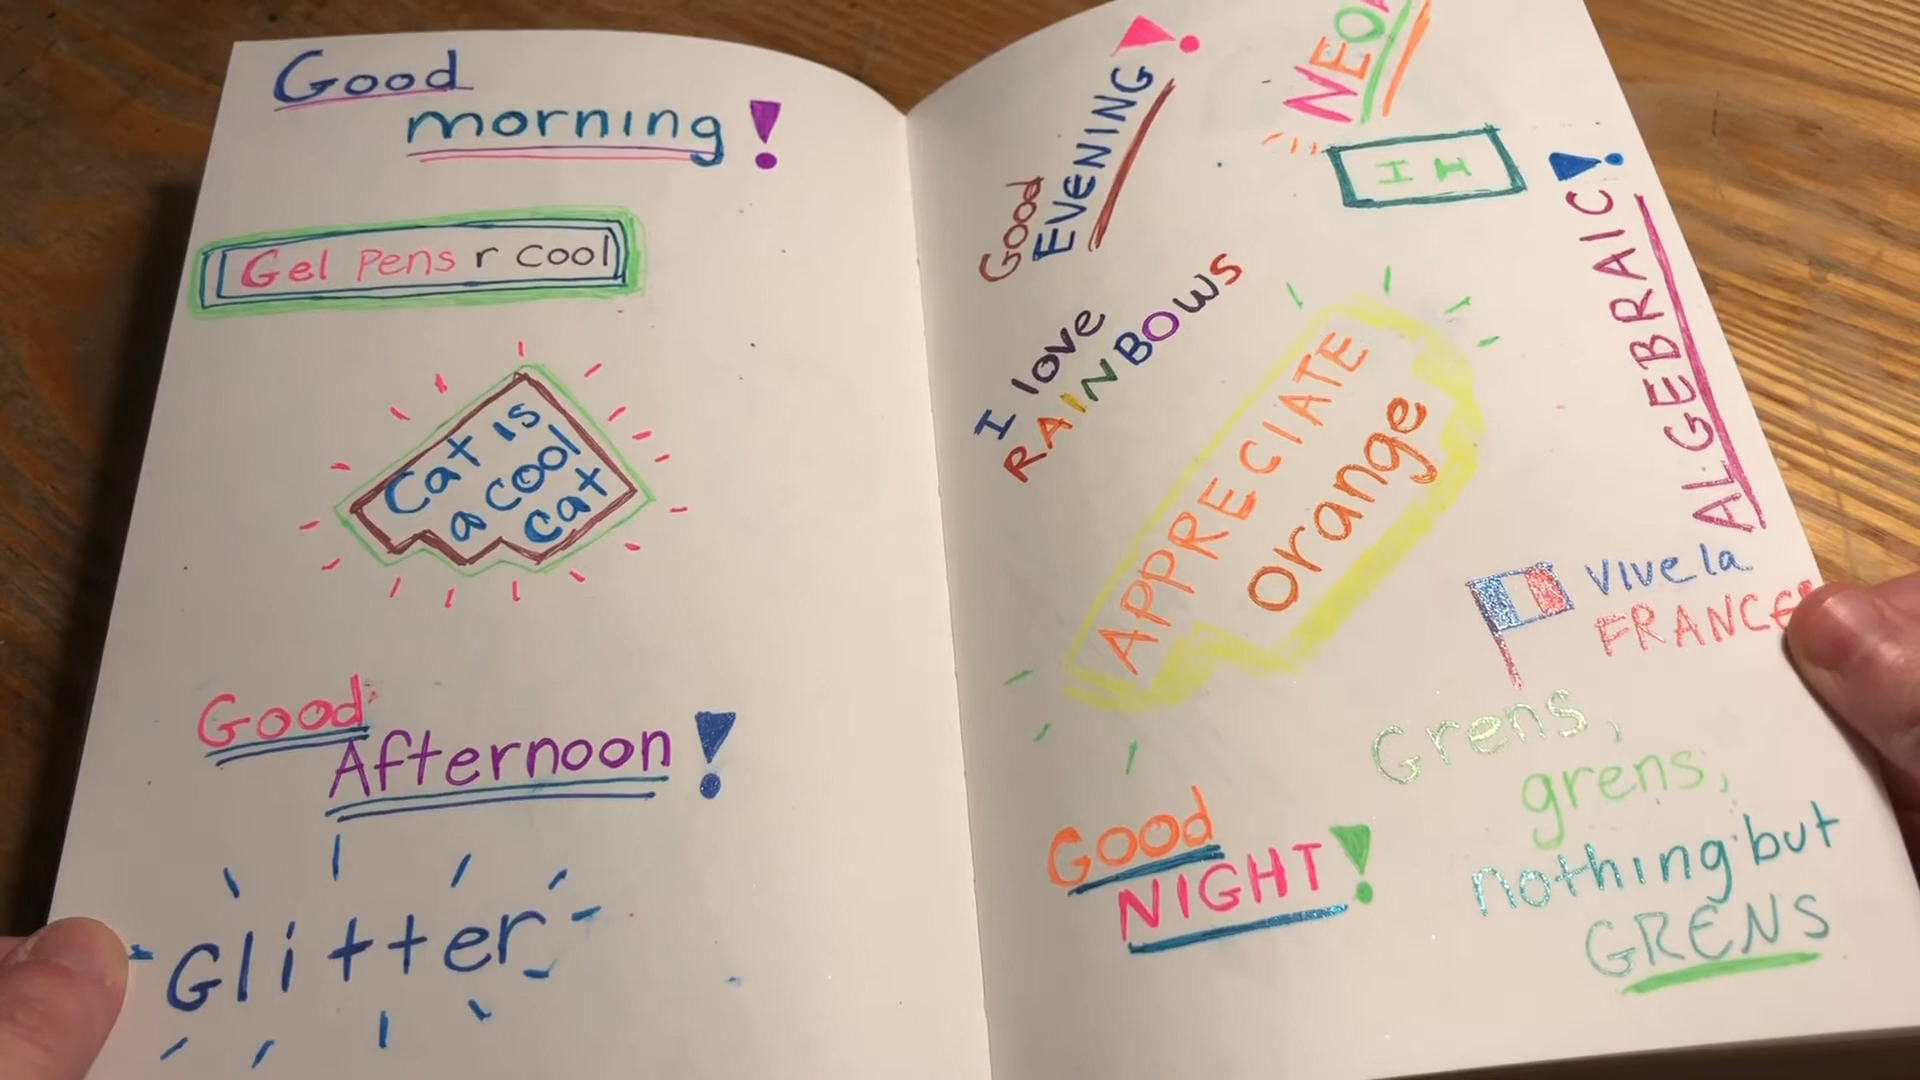 Good
morning!
Gel pens r cool
Cat is
a cool
cat
Good
Afternoon!
Glitter
Good
EVENING!
I love
RAINBOWS
APPRECIATE
orange
Good
NIGHT!
NEO
ALGEBRAIC!
Vive la
FRANCE
Grens,
grens,
nothing but
GRENS